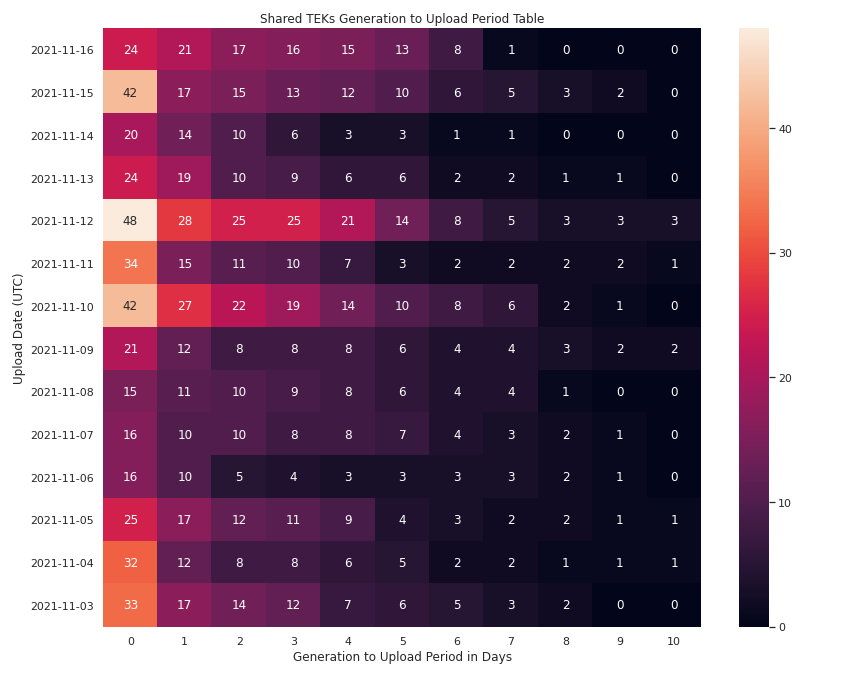 Shared TEKs Generation to Upload Period Table
Upload Date (UTC)
2021-11-16 24 21 17 16 15 13 8 1 0 0 0
2021-11-15 42 17 15 13 12 10 6 5 3 2 0
2021-11-14 20 14 10 6 3 3 1 1 0 0 0
2021-11-13 24 19 10 9 6 6 2 2 1 1 0
2021-11-12 48 28 25 25 21 14 8 5 3 3 3
2021-11-11 34 15 11 10 7 3 2 2 2 2 1
2021-11-10 42 27 22 19 14 10 8 6 2 1 0
2021-11-09 21 12 8 8 8 6 4 4 3 2 2
2021-11-08 15 11 10 9 8 6 4 4 1 0 0
2021-11-07 16 10 10 8 8 7 4 3 2 1 0
2021-11-06 16 10 5 4 3 3 3 3 2 1 0
2021-11-05 25 17 12 11 9 4 3 2 2 1 1
2021-11-04 32 12 8 8 6 5 2 2 1 1 1
2021-11-03 33 17 14 12 7 6 5 3 2 0 0
0 1 2 3 4 5 6 7 8 9 10
Generation to Upload Period in Days
40
30
20
10
0